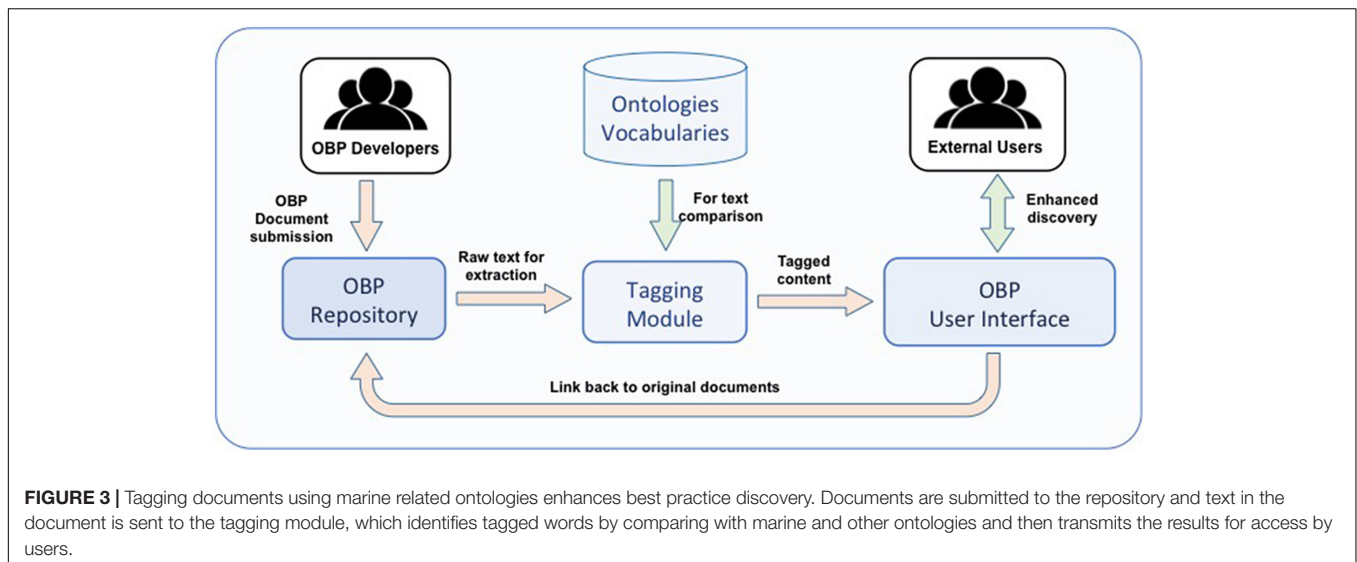 OBP Developers
Ontologies
Vocabularies
External Users
OBP
Document
submission
For text
comparison
Enhanced
discovery
OBP
Repository
Raw text for
extraction
Tagging
Module
Tagged
content
OBP
User Interface
Link back to original documents
FIGURE 3 | Tagging documents using marine related ontologies enhances best practice discovery. Documents are submitted to the repository and text in the
document is sent to the tagging module, which identifies tagged words by comparing with marine and other ontologies and then transmits the results for access by
users.